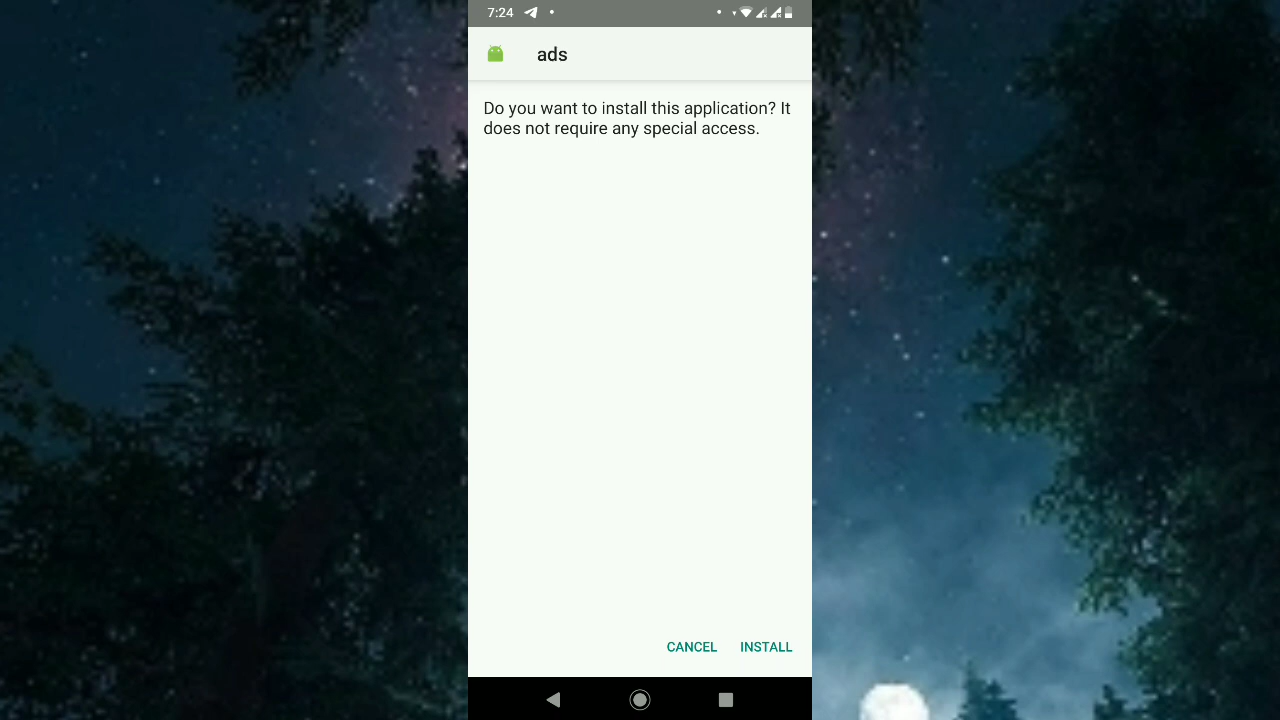 7:24
ads
Do you want to install this application? It
does not require any special access.
CANCEL INSTALL